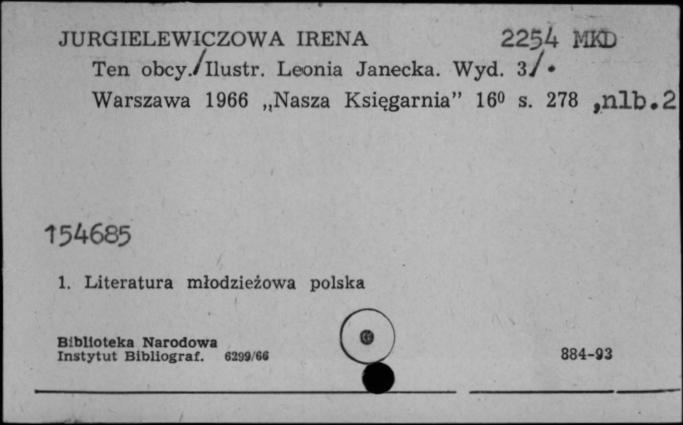 JURGIELEWICZOWA IRENA 2254 MKD
Ten obcy./Ilustr. Leonia Janecka. Wyd. 3/.
Warszawa 1966 „Nasza Księgarnia” 16⁰ s. 278 ,nlb.2
154685
1. Literatura młodzieżowa polska
Biblioteka Narodowa
Instytut Bibliograf. 6299/66 884-93